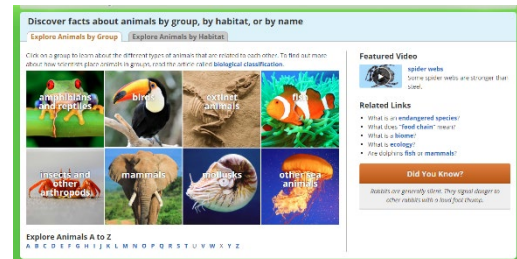 Discover facts about animals by group, by habitat, or by name
Explore Animals by Group
Explore Animals by Habitat
Click on a group to learn about the different types of animals that are related to each other. To find out more
about how scientists place animals in groups, read the article called biological classification.
amphibians
and reptiles
birds
extinct
animals
fish
insects and
other
arthropods
mammals
mollusks
other sea
animals
Explore Animals A to Z
A B C D E F G H I J K L M N O P Q R S T U V W X Y Z
Featured Video
spider webs
Some spider webs are stronger than
steel.
Related Links
What is an endangered species?
What does "food chain" mean?
What is a biome?
What is ecology?
Are dolphins fish or mammals?
Did You Know?
Rabbits are generally silent. They signal danger to
other rabbits with a loud foot thump.